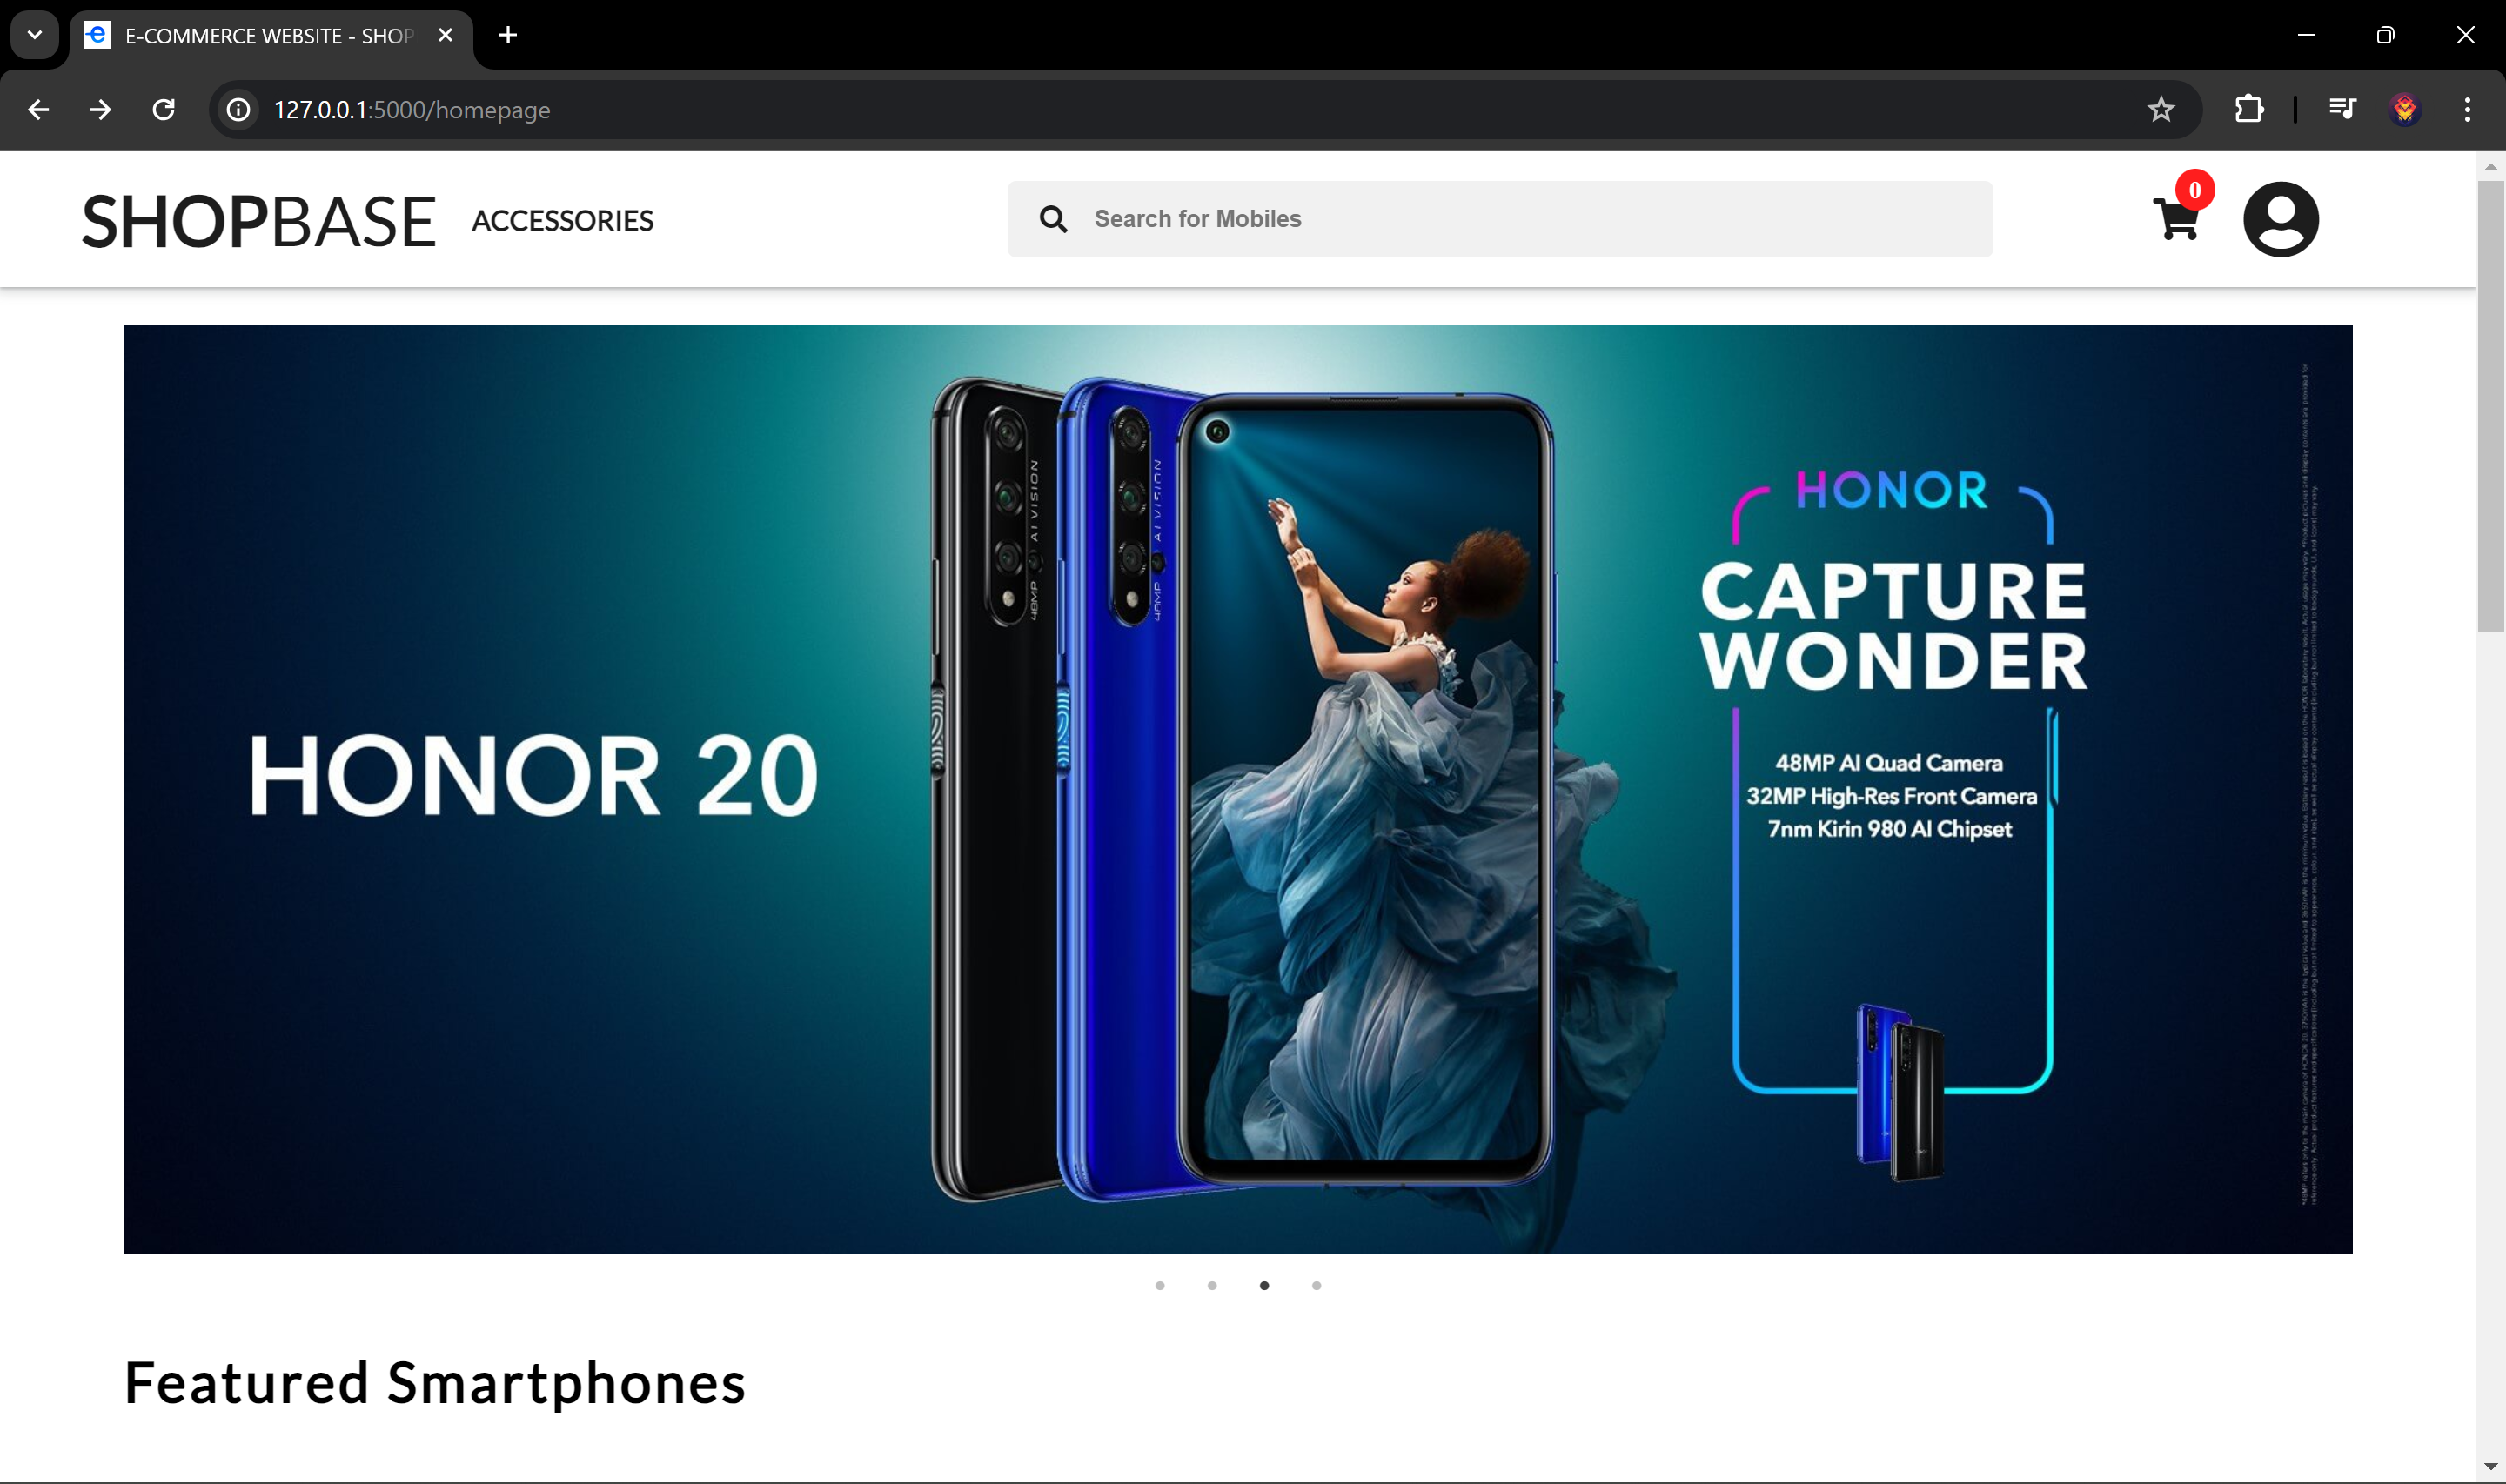 E-COMMERCE WEBSITE - SHOP
127.0.0.1:5000/homepage
SHOPBASE
ACCESSORIES
Search for Mobiles
0
HONOR 20
AI VISION
48MP
AI VISION
48MP
HONOR
CAPTURE
WONDER
48MP AI Quad Camera
32MP High-Res Front Camera
7nm Kirin 980 AI Chipset
Featured Smartphones